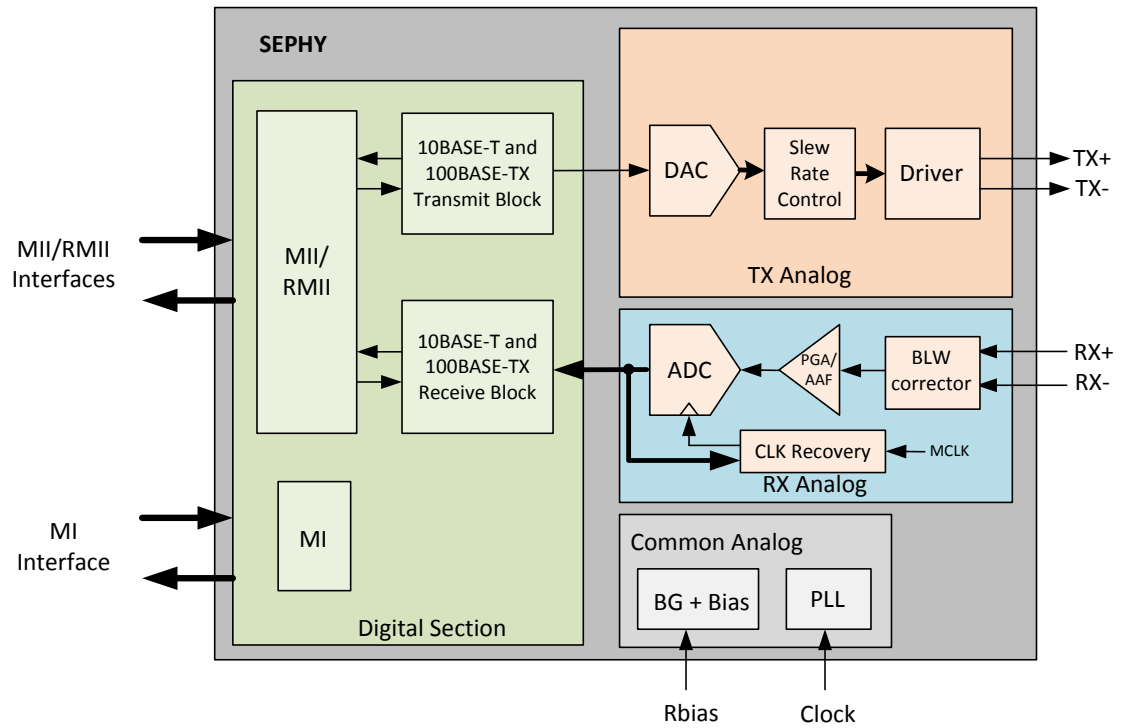 SEPHY
10BASE-T and
100BASE-TX
Transmit Block
DAC
Slew
Rate
Control
Driver
TX+
TX-
TX Analog
MII/RMII
Interfaces
MII/
RMII
10BASE-T and
100BASE-TX
Receive Block
ADC
PGA/
AAF
BLW
corrector
RX+
RX-
CLK Recovery
MCLK
RX Analog
MI
Interface
MI
Digital Section
Common Analog
BG + Bias
PLL
Rbias
Clock